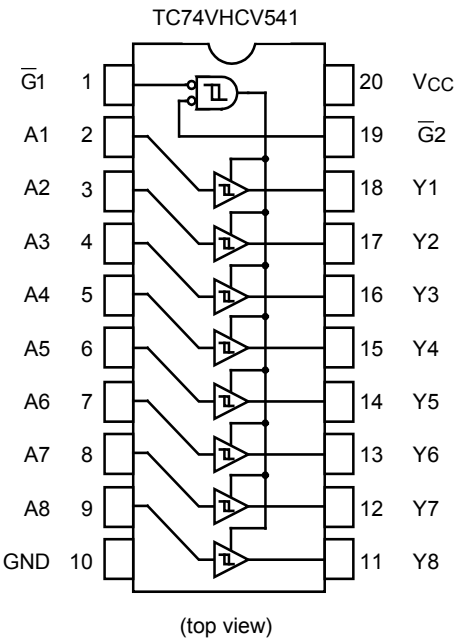 TC74VHCV541
G̅1 1 20 VCC
A1 2 19 G̅2
A2 3 18 Y1
A3 4 17 Y2
A4 5 16 Y3
A5 6 15 Y4
A6 7 14 Y5
A7 8 13 Y6
A8 9 12 Y7
GND 10 11 Y8
(top view)